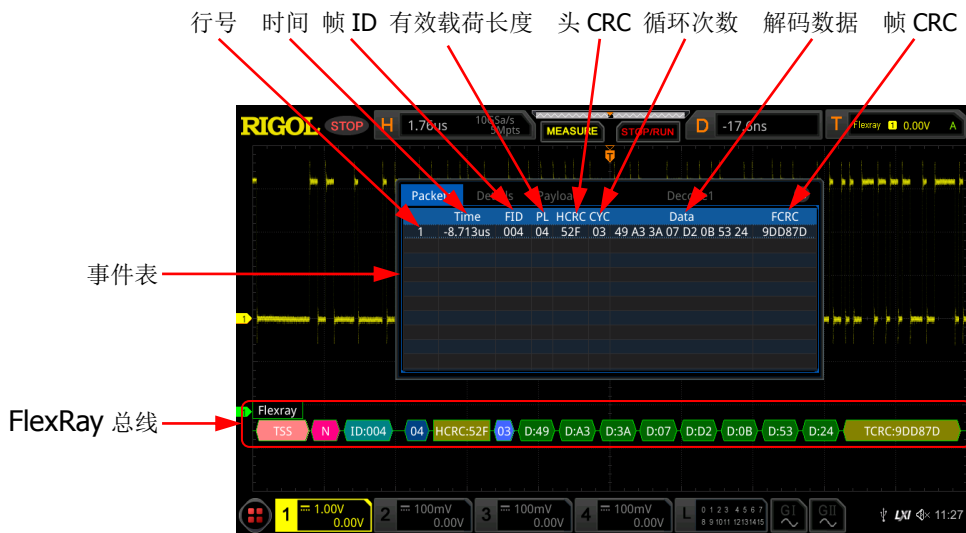 行号 时间 帧 ID 有效载荷长度 头 CRC 循环次数 解码数据 帧 CRC
RIGOL STOP H 1.76us 10GSa/s 5Mpts MEASURE STOP/RUN D -17.6ns T Flexray 1 0.00V A
T
Packets Details Payload Decode1
Time FID PL HCRC CYC Data FCRC
1 -8.713us 004 04 52F 03 49 A3 3A 07 D2 0B 53 24 9DD87D
事件表
1
Flexray
FlexRay 总线
TSS N ID:004 04 HCRC:52F 03 D:49 D:A3 D:3A D:07 D:D2 D:0B D:53 D:24 TCRC:9DD87D
1 1.00V 2 100mV 3 100mV 4 100mV L 0 1 2 3 4 5 6 7 GI GII
0.00V 0.00V 0.00V 0.00V 8 9 10 11 12 13 14 15 LXI 11:27